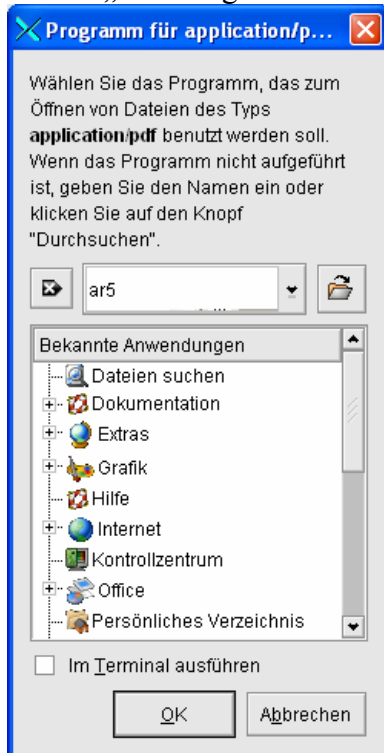 Programm für application/p...
Wählen Sie das Programm, das zum
Öffnen von Dateien des Typs
application/pdf benutzt werden soll.
Wenn das Programm nicht aufgeführt
ist, geben Sie den Namen ein oder
klicken Sie auf den Knopf
"Durchsuchen".
ar5
Bekannte Anwendungen
Dateien suchen
Dokumentation
Extras
Grafik
Hilfe
Internet
Kontrollzentrum
Office
Persönliches Verzeichnis
Im Terminal ausführen
OK Abbrechen